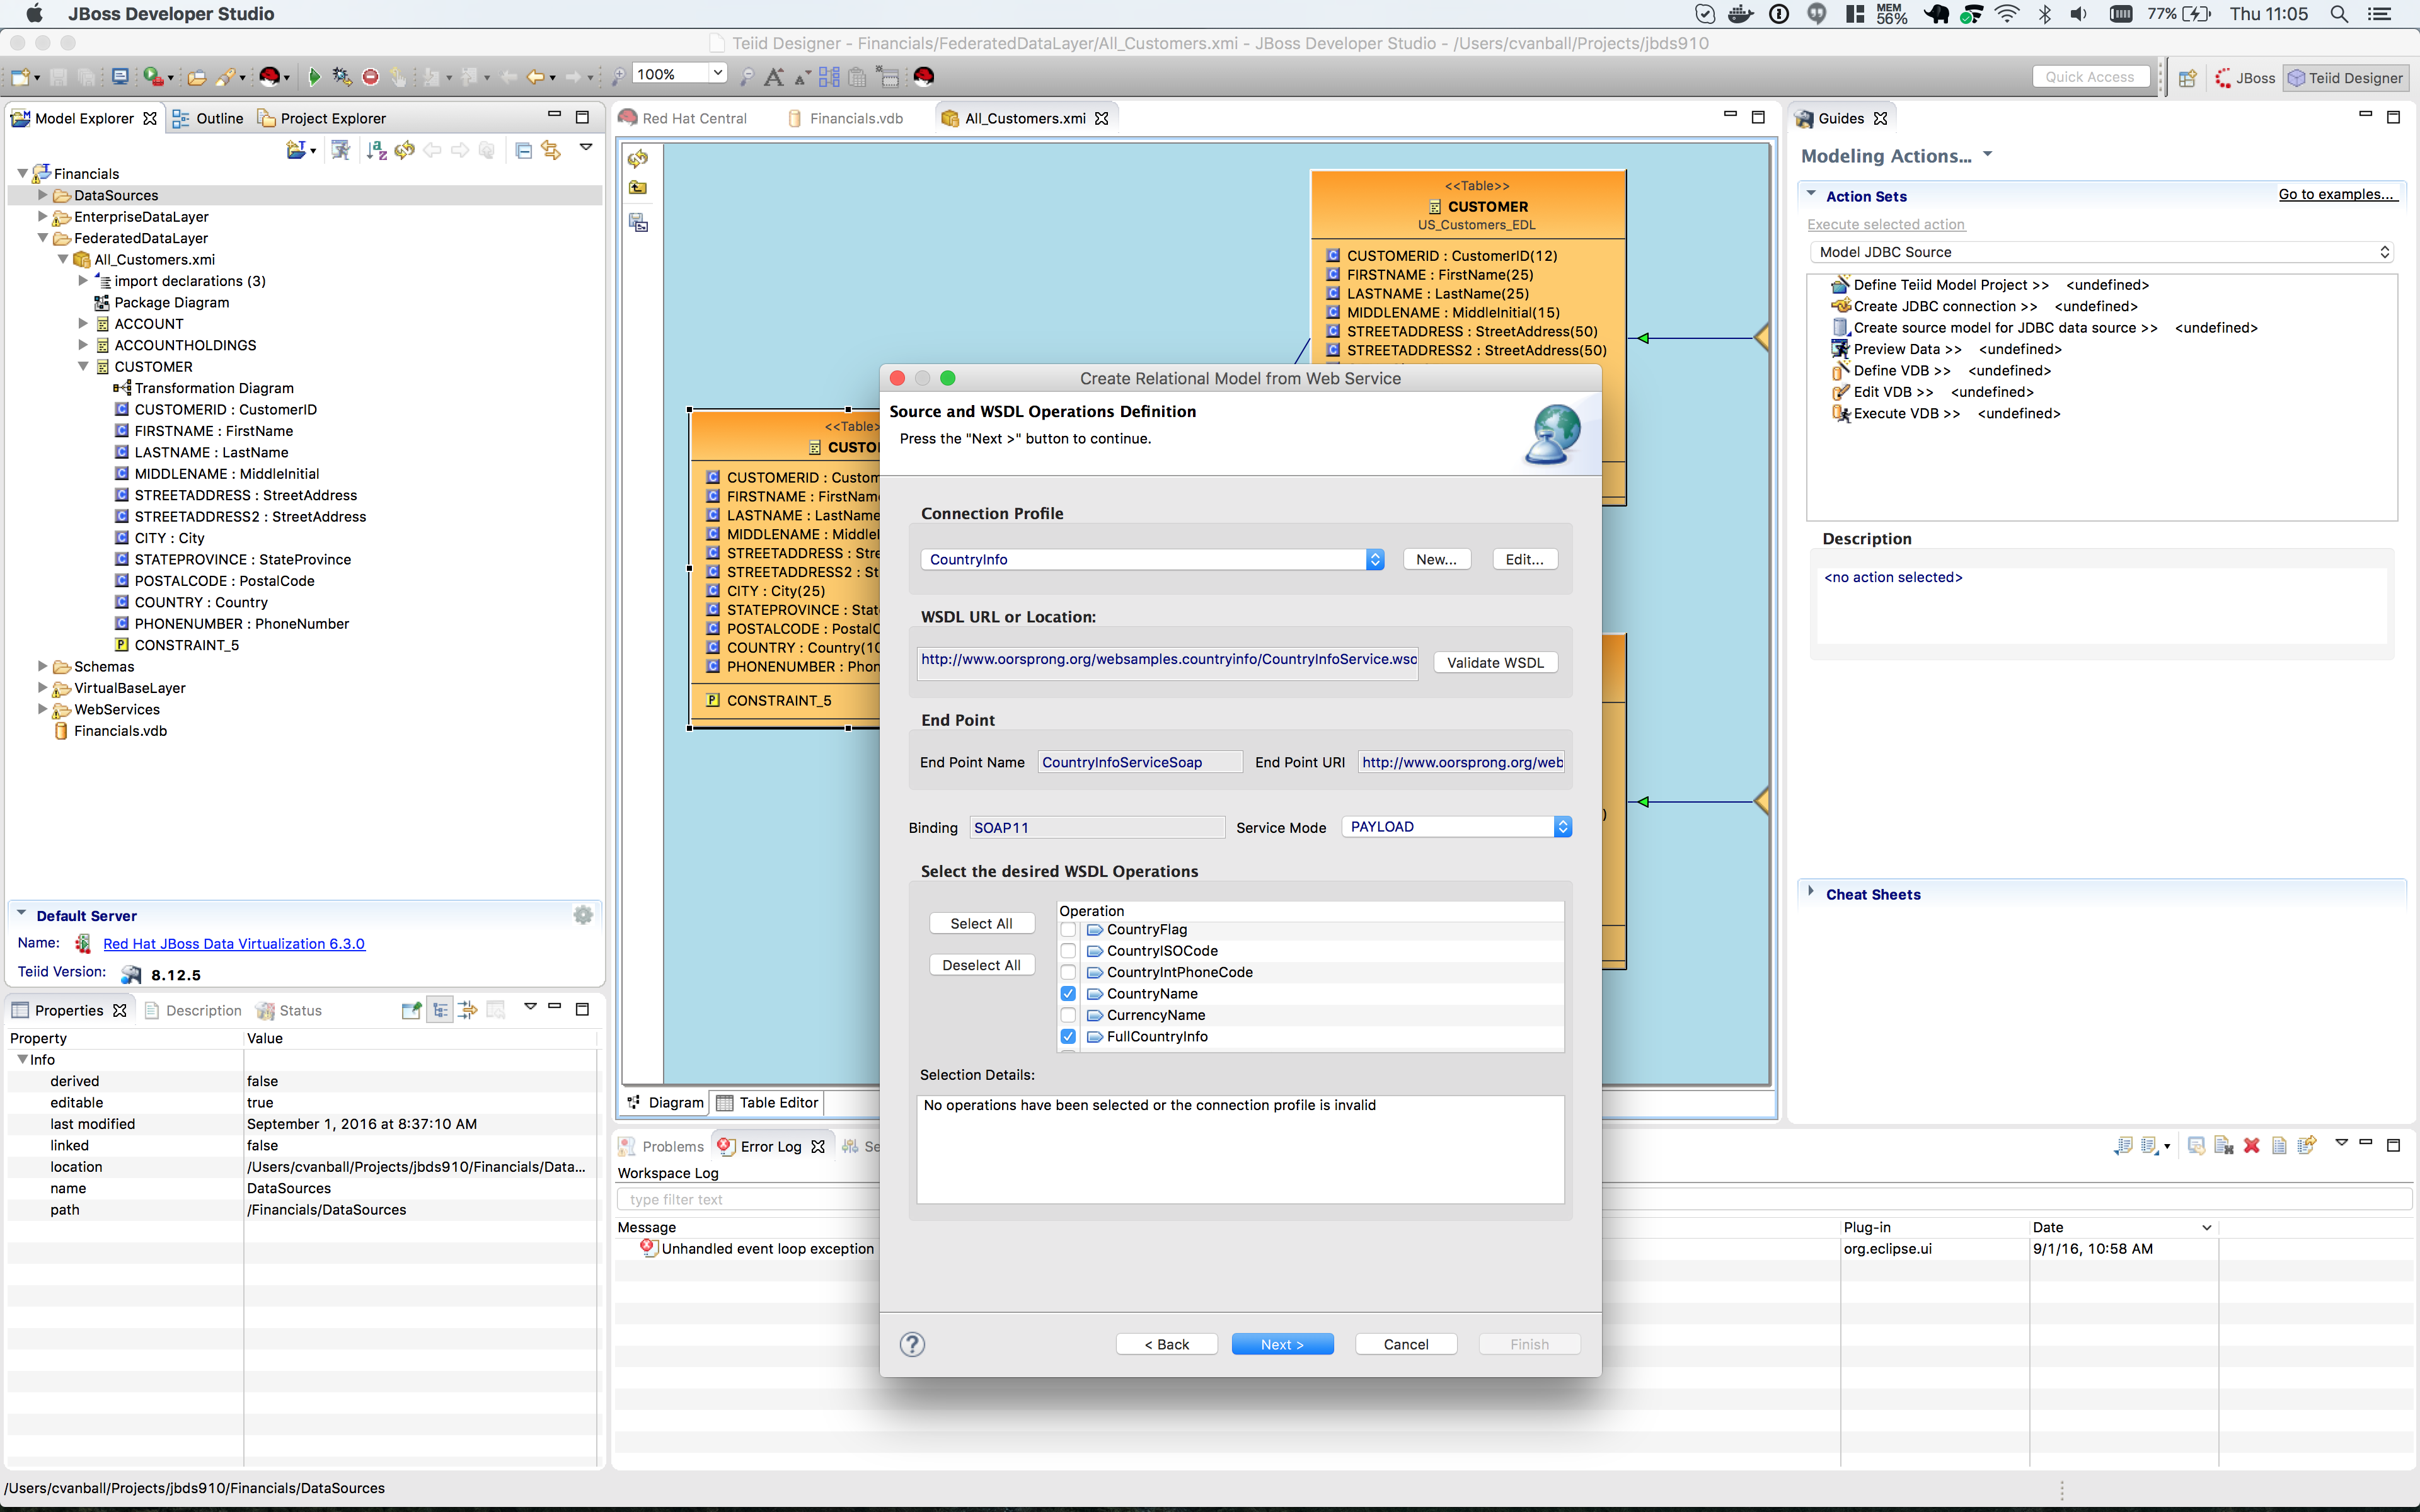 JBoss Developer Studio
MEM 56%
77%
Thu 11:05
Teiid Designer - Financials/FederatedDataLayer/All_Customers.xmi - JBoss Developer Studio - /Users/cvanball/Projects/jbds910
100%
Quick Access
JBoss
Teiid Designer
Model Explorer
Outline
Project Explorer
Financials
DataSources
EnterpriseDataLayer
FederatedDataLayer
All_Customers.xmi
import declarations (3)
Package Diagram
ACCOUNT
ACCOUNTHOLDINGS
CUSTOMER
Transformation Diagram
CUSTOMERID : CustomerID
FIRSTNAME : FirstName
LASTNAME : LastName
MIDDLENAME : MiddleInitial
STREETADDRESS : StreetAddress
STREETADDRESS2 : StreetAddress
CITY : City
STATEPROVINCE : StateProvince
POSTALCODE : PostalCode
COUNTRY : Country
PHONENUMBER : PhoneNumber
CONSTRAINT_5
Schemas
VirtualBaseLayer
WebServices
Financials.vdb
Default Server
Name: Red Hat JBoss Data Virtualization 6.3.0
Teiid Version: 8.12.5
Properties
Description
Status
Property Value
Info
derived false
editable true
last modified September 1, 2016 at 8:37:10 AM
linked false
location /Users/cvanball/Projects/jbds910/Financials/Data...
name DataSources
path /Financials/DataSources
/Users/cvanball/Projects/jbds910/Financials/DataSources
Red Hat Central
Financials.vdb
All_Customers.xmi
<<Table>>
CUSTOMER
US_Customers_EDL
CUSTOMERID : CustomerID(12)
FIRSTNAME : FirstName(25)
LASTNAME : LastName(25)
MIDDLENAME : MiddleInitial(15)
STREETADDRESS : StreetAddress(50)
STREETADDRESS2 : StreetAddress(50)
<<Table>
CUSTO
CUSTOMERID : Custom
FIRSTNAME : FirstName
LASTNAME : LastName
MIDDLENAME : MiddleI
STREETADDRESS : Stre
STREETADDRESS2 : St
CITY : City(25)
STATEPROVINCE : Stat
POSTALCODE : PostalC
COUNTRY : Country(10
PHONENUMBER : Phon
CONSTRAINT_5
)
Diagram
Table Editor
Create Relational Model from Web Service
Source and WSDL Operations Definition
Press the "Next >" button to continue.
Connection Profile
CountryInfo
New...
Edit...
WSDL URL or Location:
http://www.oorsprong.org/websamples.countryinfo/CountryInfoService.wso
Validate WSDL
End Point
End Point Name CountryInfoServiceSoap End Point URI http://www.oorsprong.org/web
Binding SOAP11 Service Mode PAYLOAD
Select the desired WSDL Operations
Select All
Deselect All
Operation
CountryFlag
CountryISOCode
CountryIntPhoneCode
CountryName
CurrencyName
FullCountryInfo
Selection Details:
No operations have been selected or the connection profile is invalid
?
< Back
Next >
Cancel
Finish
Problems
Error Log
Se
Workspace Log
type filter text
Message Plug-in Date
Unhandled event loop exception org.eclipse.ui 9/1/16, 10:58 AM
Guides
Modeling Actions...
Action Sets
Go to examples...
Execute selected action
Model JDBC Source
Define Teiid Model Project >> <undefined>
Create JDBC connection >> <undefined>
Create source model for JDBC data source >> <undefined>
Preview Data >> <undefined>
Define VDB >> <undefined>
Edit VDB >> <undefined>
Execute VDB >> <undefined>
Description
<no action selected>
Cheat Sheets